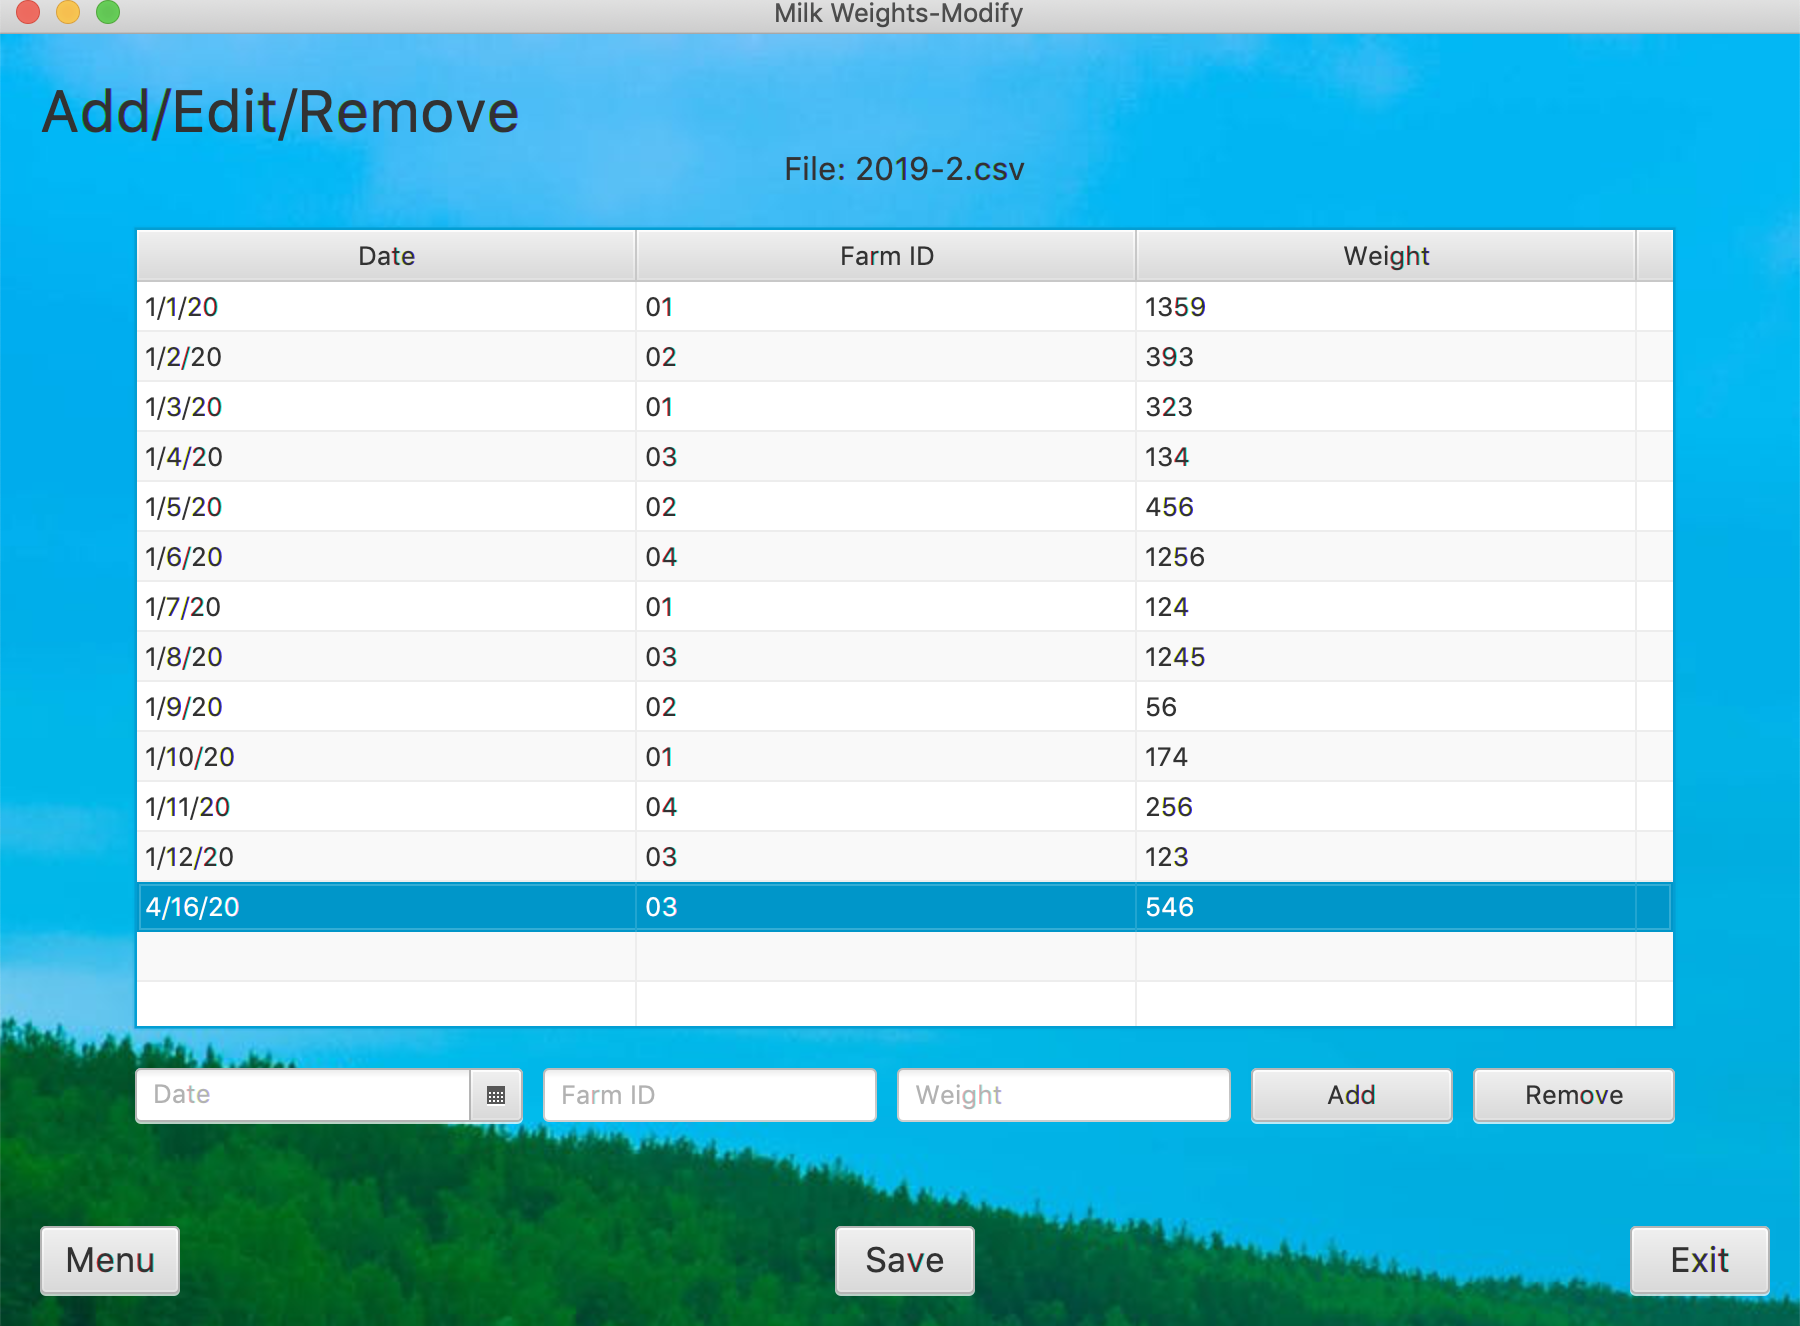 Milk Weights-Modify
Add/Edit/Remove
File: 2019-2.csv
Date Farm ID Weight
1/1/20 01 1359
1/2/20 02 393
1/3/20 01 323
1/4/20 03 134
1/5/20 02 456
1/6/20 04 1256
1/7/20 01 124
1/8/20 03 1245
1/9/20 02 56
1/10/20 01 174
1/11/20 04 256
1/12/20 03 123
4/16/20 03 546
Date Farm ID Weight Add Remove
Menu Save Exit